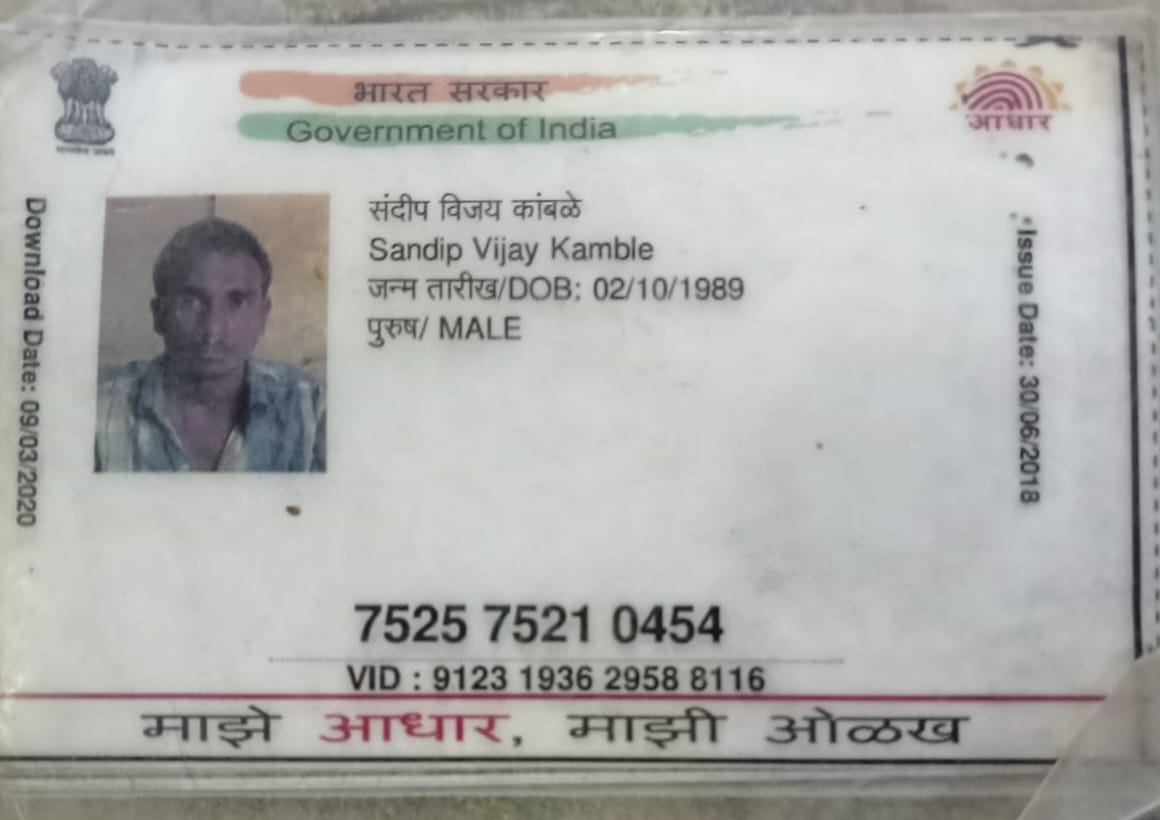 भारत सरकार
Government of India
आधार
Download Date: 09/03/2020
संदीप विजय कांबळे
Sandip Vijay Kamble
जन्म तारीख/DOB: 02/10/1989
पुरुष/ MALE
Issue Date: 30/06/2018
7525 7521 0454
VID : 9123 1936 2958 8116
माझे आधार, माझी ओळख